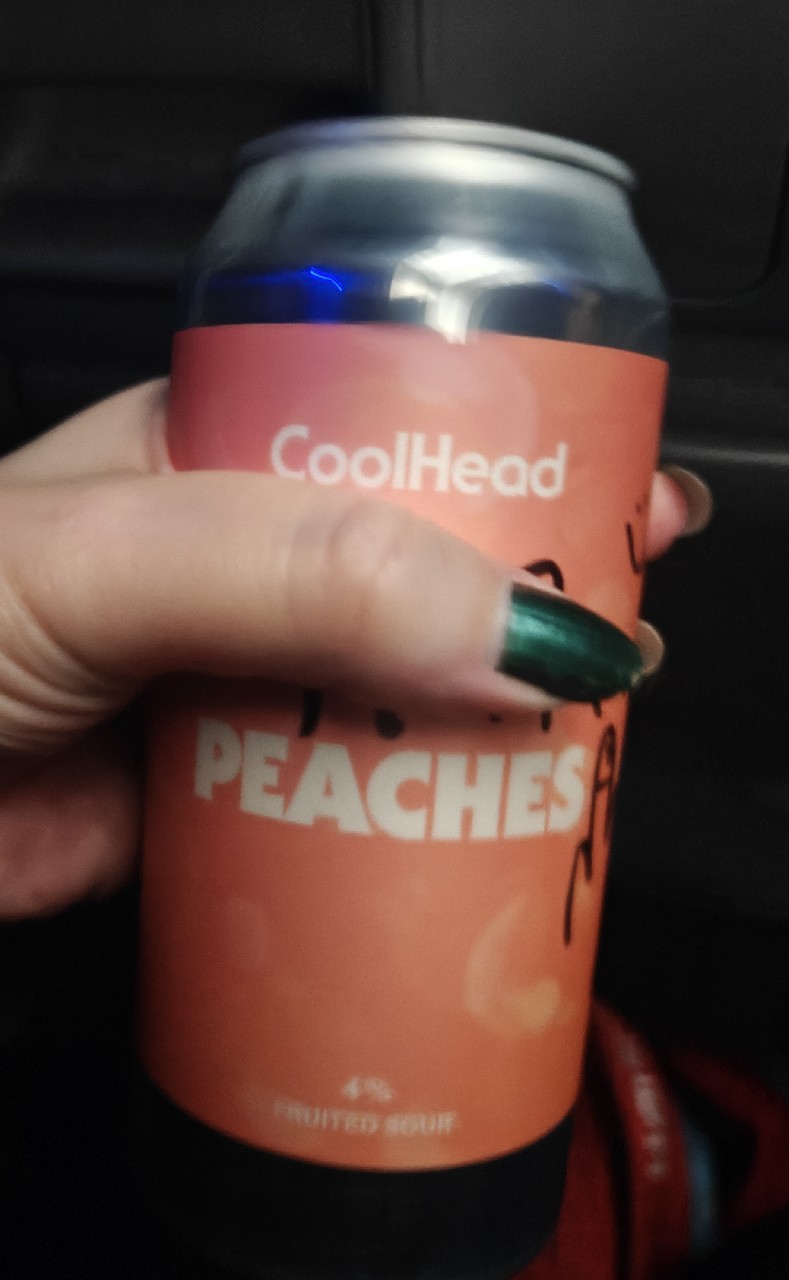 CoolHead
PEACHES
4%
FRUITED SOUR